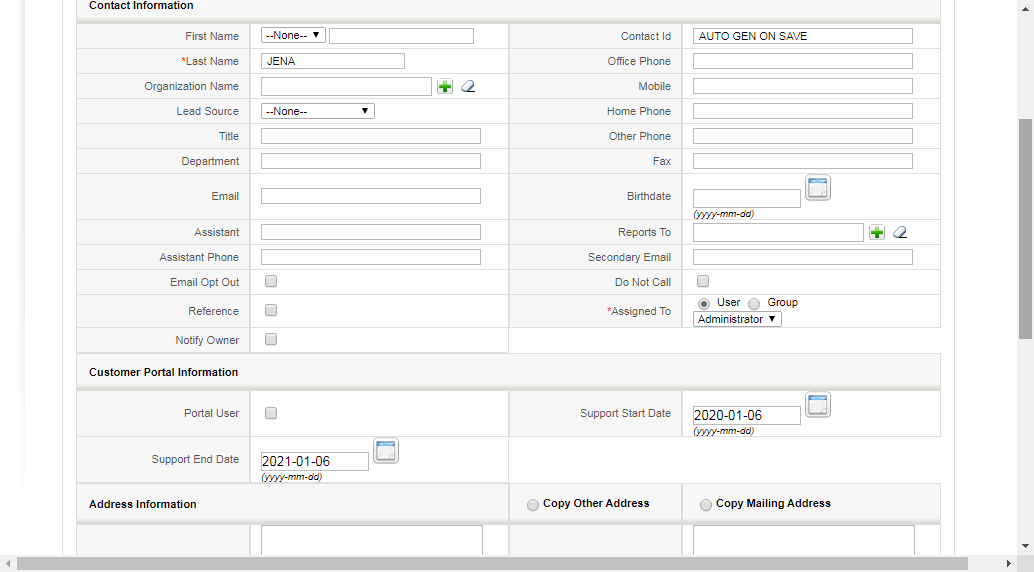 Contact Information
First Name --None-- Contact Id AUTO GEN ON SAVE
*Last Name JENA Office Phone
Organization Name Mobile
Lead Source --None-- Home Phone
Title Other Phone
Department Fax
Email Birthdate
(yyyy-mm-dd)
Assistant Reports To
Assistant Phone Secondary Email
Email Opt Out Do Not Call
Reference *Assigned To User Group
Administrator
Notify Owner
Customer Portal Information
Portal User Support Start Date 2020-01-06
(yyyy-mm-dd)
Support End Date 2021-01-06
(yyyy-mm-dd)
Address Information Copy Other Address Copy Mailing Address